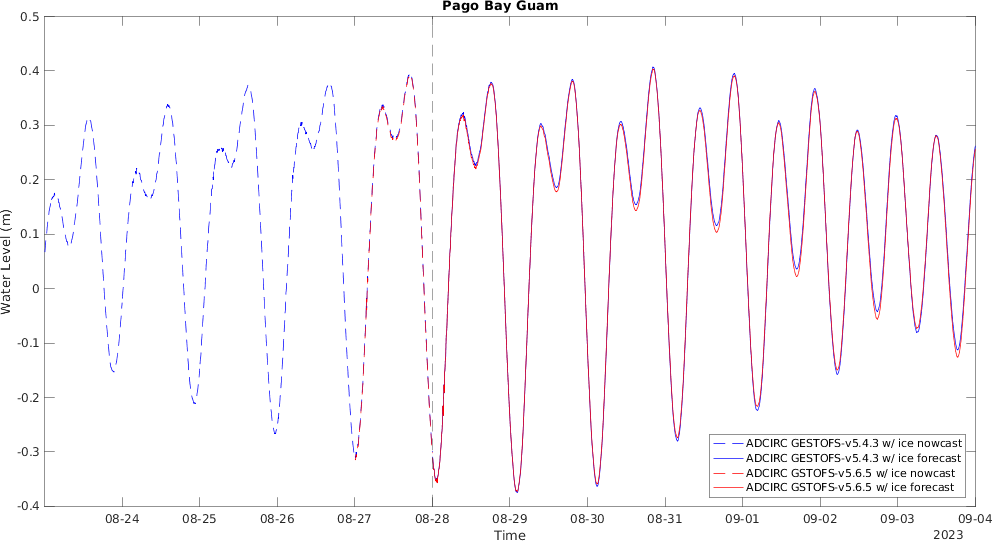 Pago Bay Guam
0.5
0.4
0.3
0.2
0.1
0
-0.1
-0.2
-0.3
-0.4
Water Level (m)
ADCIRC GESTOFS-v5.4.3 w/ ice nowcast
ADCIRC GESTOFS-v5.4.3 w/ ice forecast
ADCIRC GSTOFS-v5.6.5 w/ ice nowcast
ADCIRC GSTOFS-v5.6.5 w/ ice forecast
08-24 08-25 08-26 08-27 08-28 08-29 08-30 08-31 09-01 09-02 09-03 09-04
Time
2023